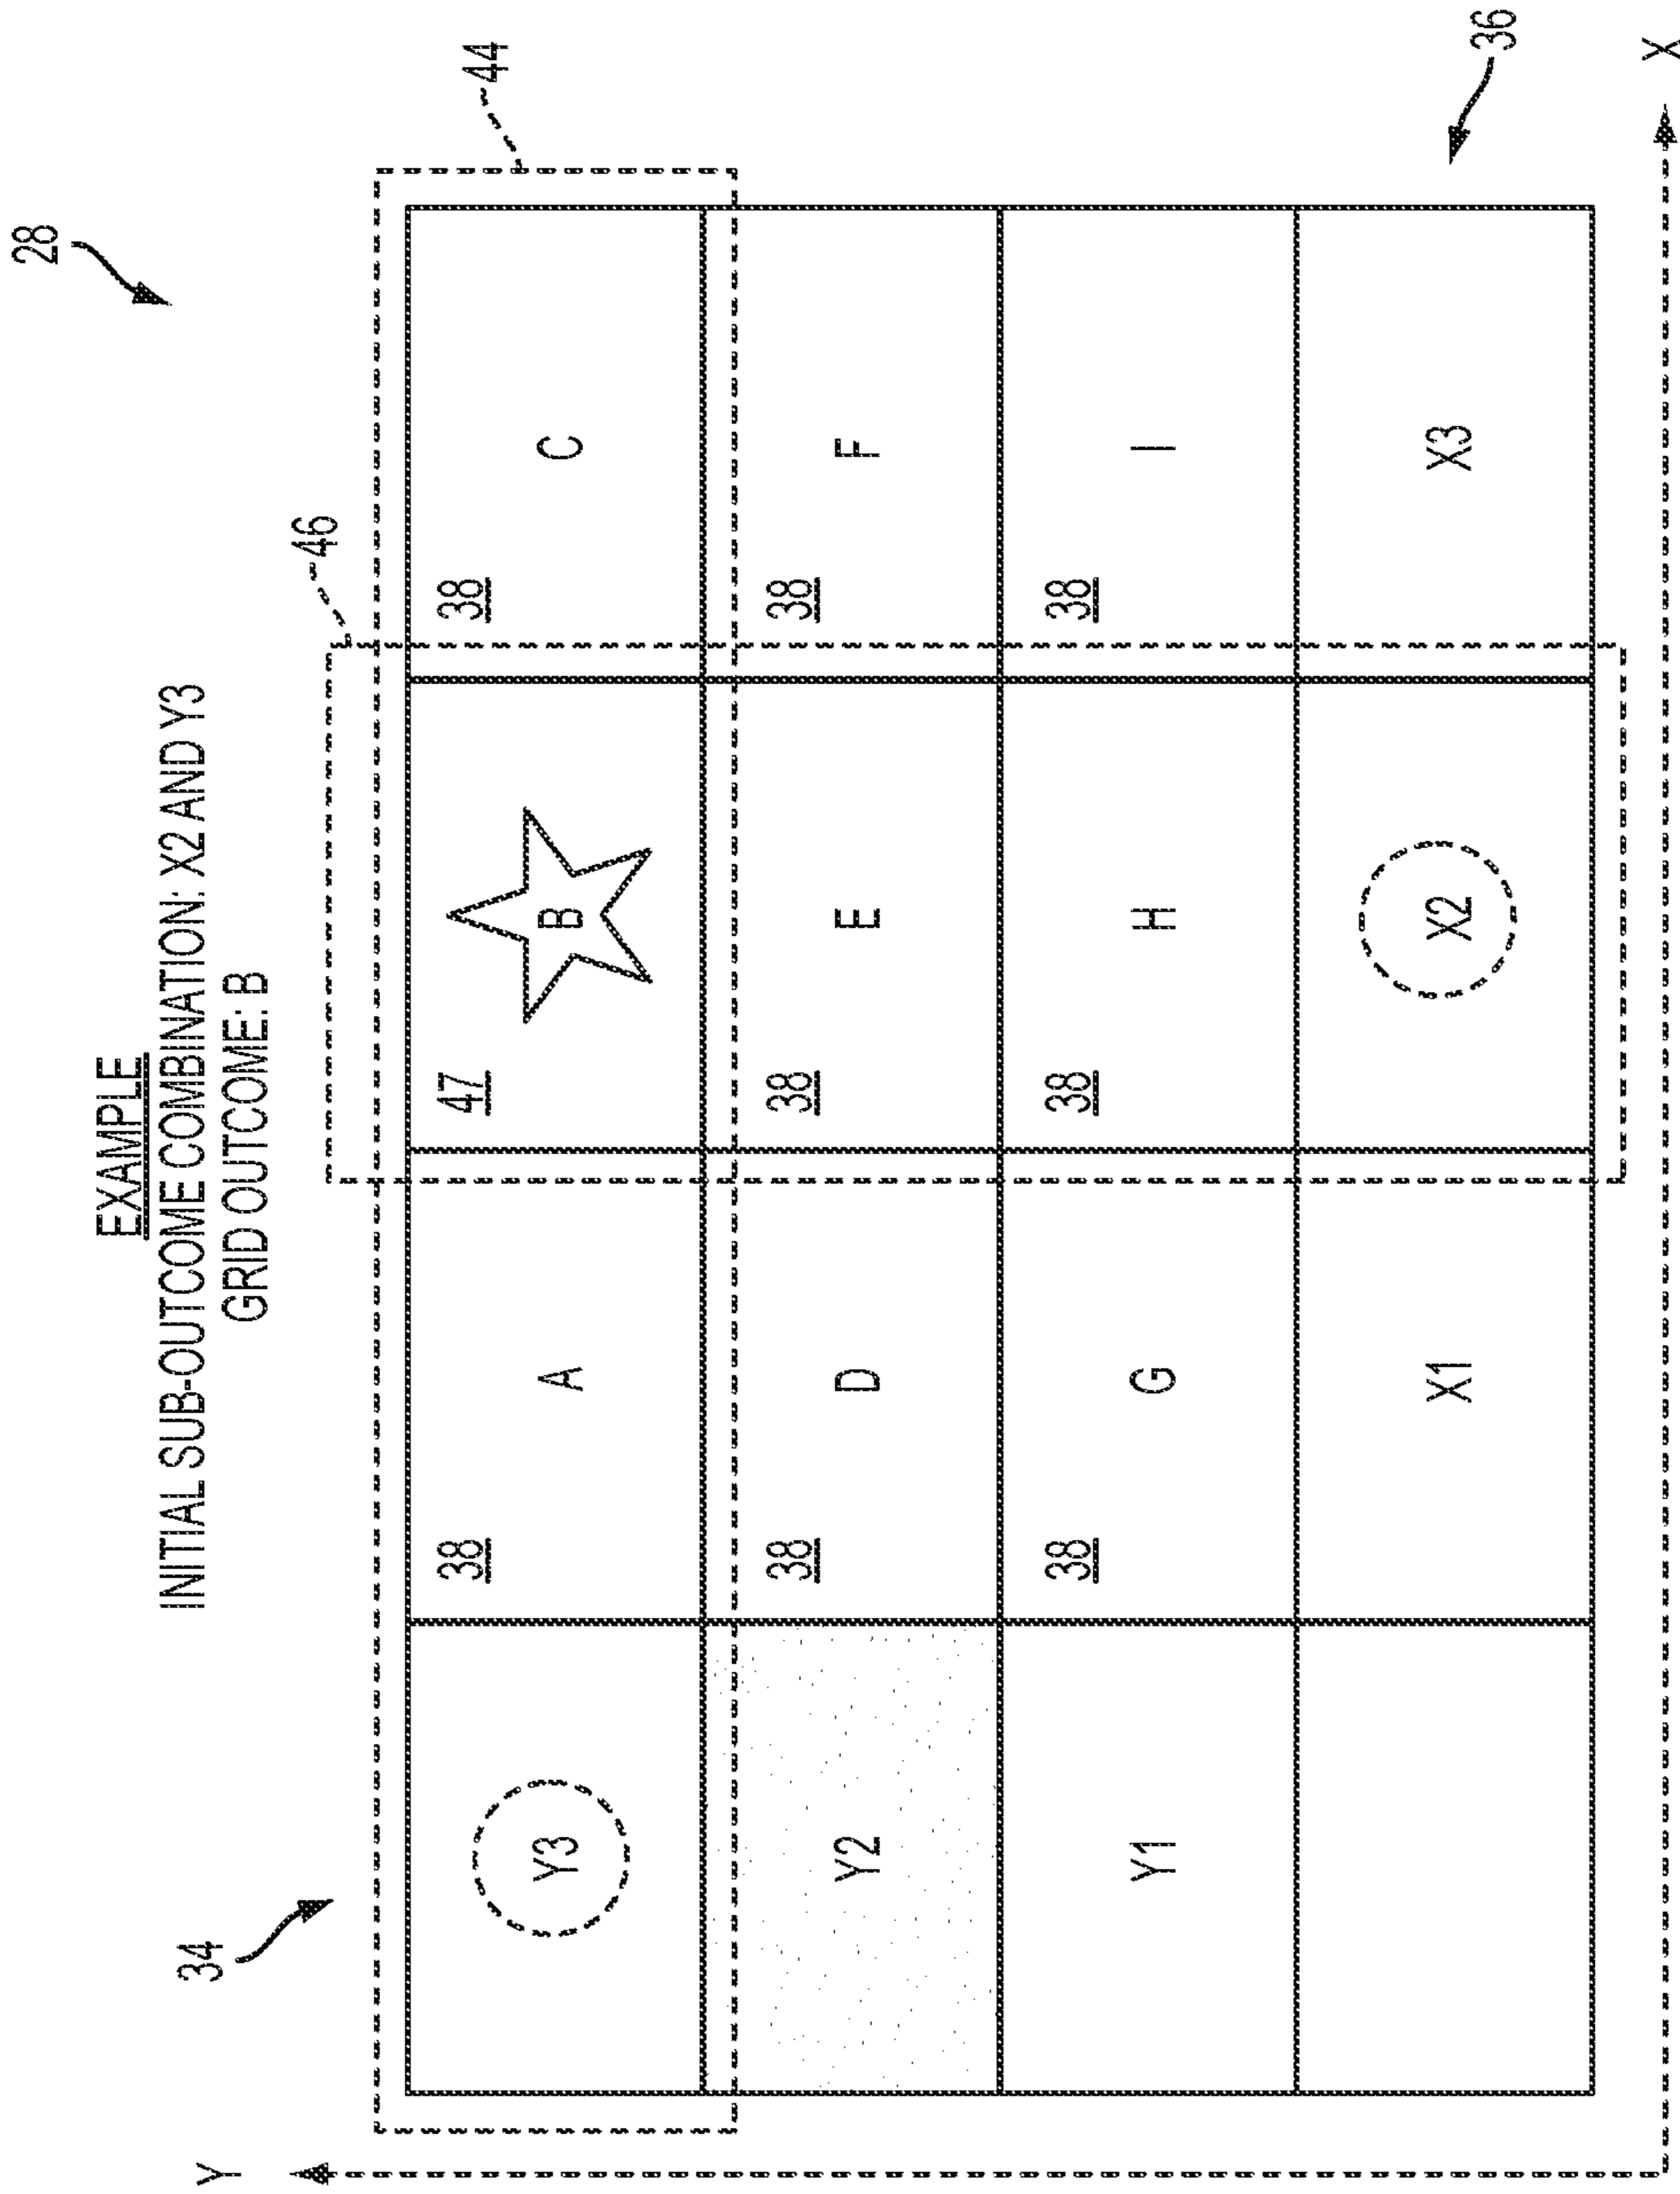 28
EXAMPLE
INITIAL SUB-OUTCOME COMBINATION: X2 AND Y3
GRID OUTCOME: B
34
46
44
Y
Y3
38
A
47
B
38
C
Y2
38
D
38
E
38
F
Y1
38
G
38
H
38
I
X1
X2
X3
36
X